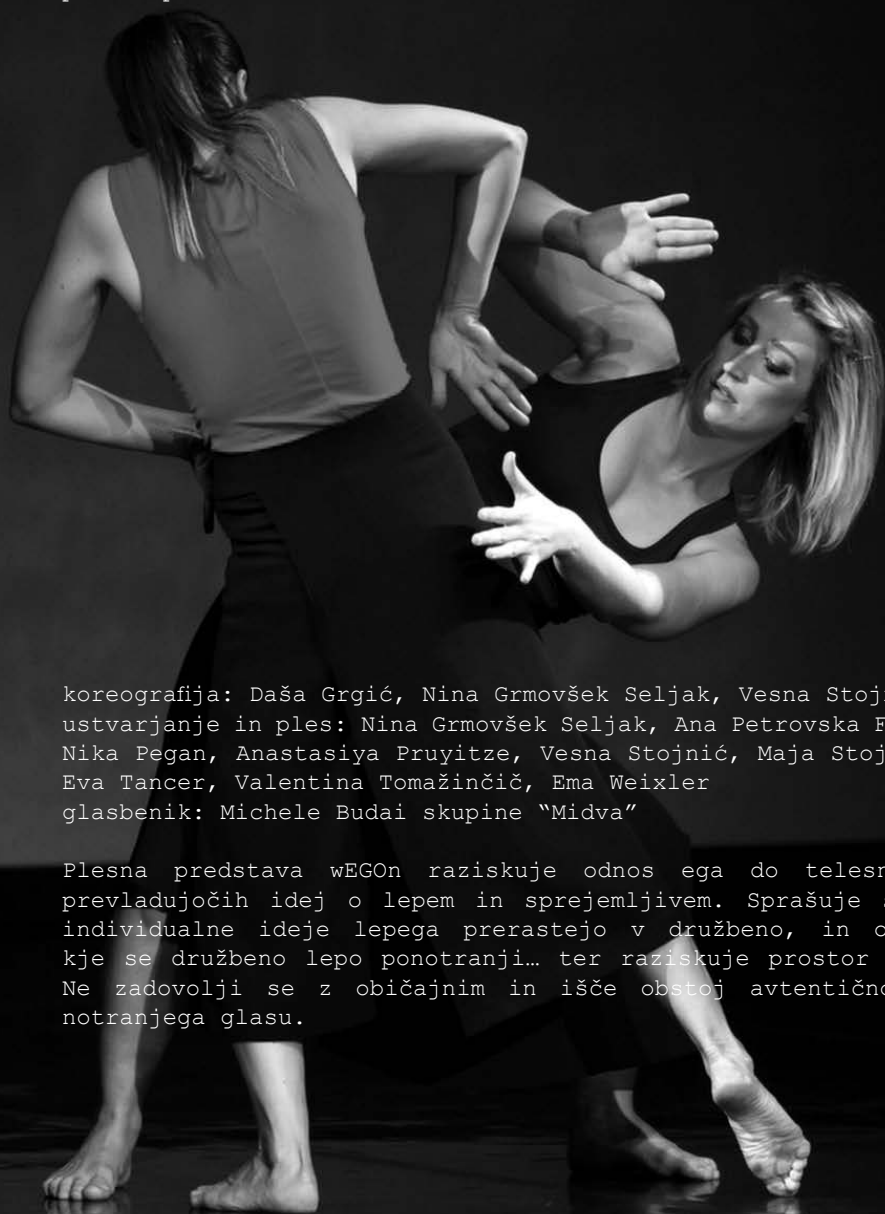 koreografija: Daša Grgić, Nina Grmovšek Seljak, Vesna
ustvarjanje in ples: Nina Grmovšek Seljak, Ana Petrovska
Nika Pegan, Anastasiya Pruyitze, Vesna Stojnić, Maja
Eva Tancer, Valentina Tomažinčič, Ema Weixler
glasbenik: Michele Budai skupine “Midva”
Plesna predstava wEGOn raziskuje odnos ega do
prevladujočih idej o lepem in sprejemljivem. Sprašuje
individualne ideje lepega prerastejo v družbeno, in
kje se družbeno lepo ponotranji… ter raziskuje prostor
Ne zadovolji se z običajnim in išče obstoj
notranjega glasu.